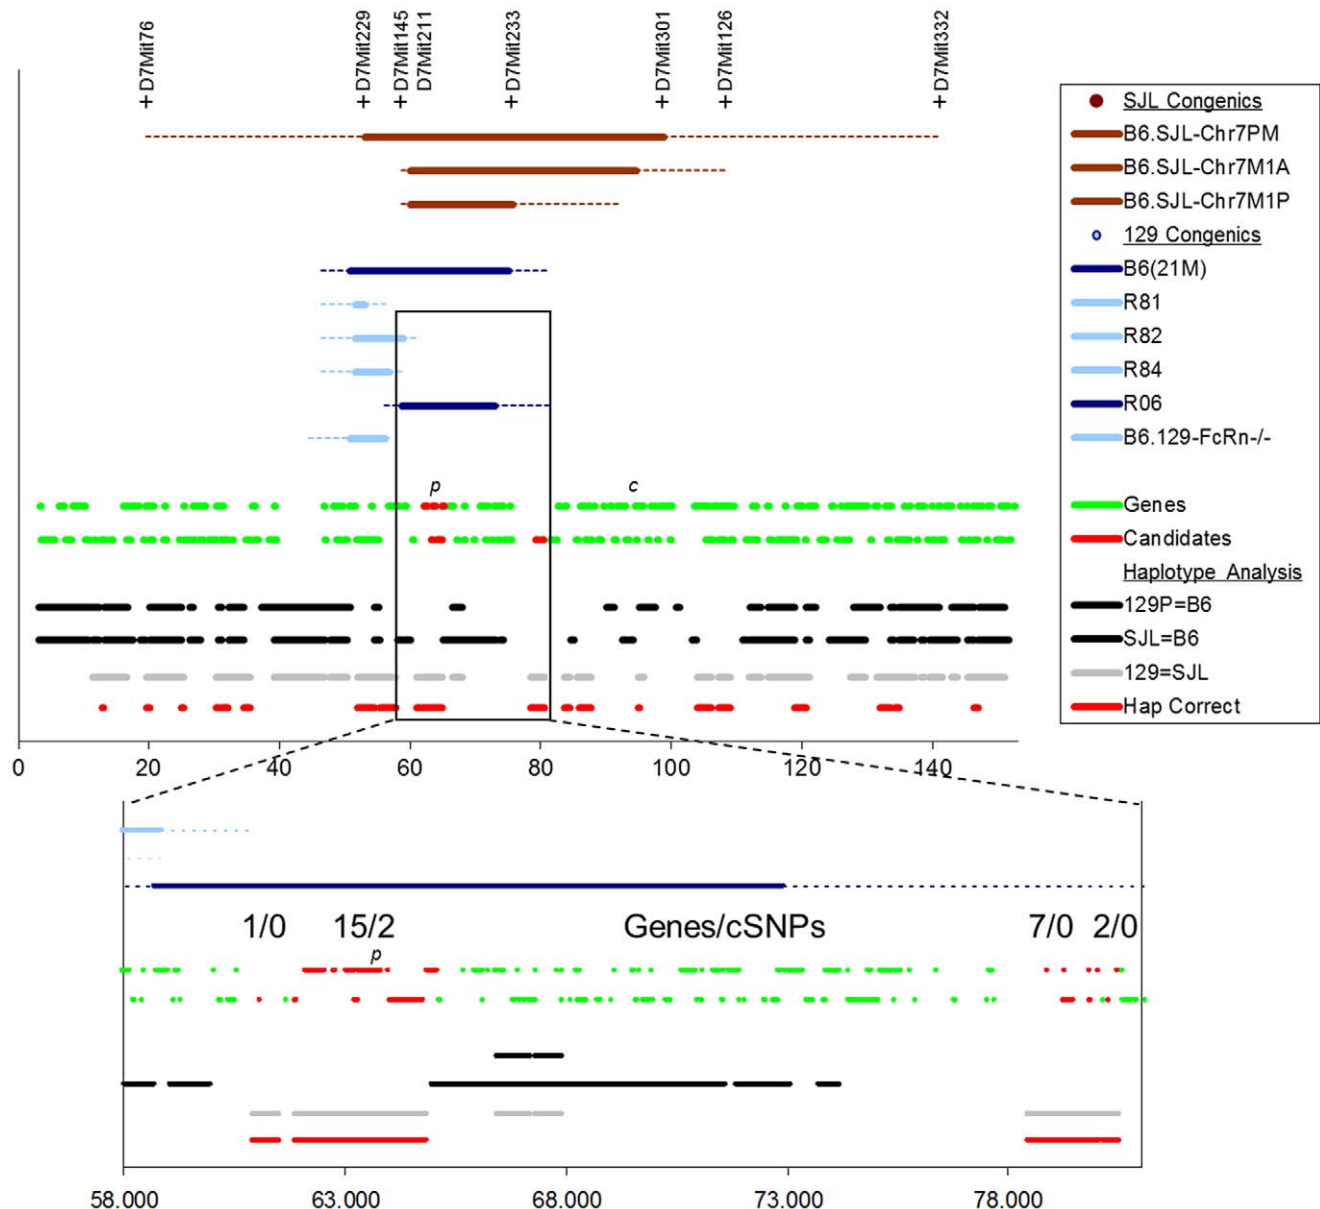 + D7Mit76
+ D7Mit229
+ D7Mit145
D7Mit211
+ D7Mit233
+ D7Mit301
+ D7Mit126
+ D7Mit332
SJL Congenics
B6.SJL-Chr7PM
B6.SJL-Chr7M1A
B6.SJL-Chr7M1P
129 Congenics
B6(21M)
R81
R82
R84
R06
B6.129-FcRn-/-
Genes
Candidates
Haplotype Analysis
129P=B6
SJL=B6
129=SJL
Hap Correct
p c
0 20 40 60 80 100 120 140
1/0 15/2 Genes/cSNPs 7/0 2/0
p
58.000 63.000 68.000 73.000 78.000